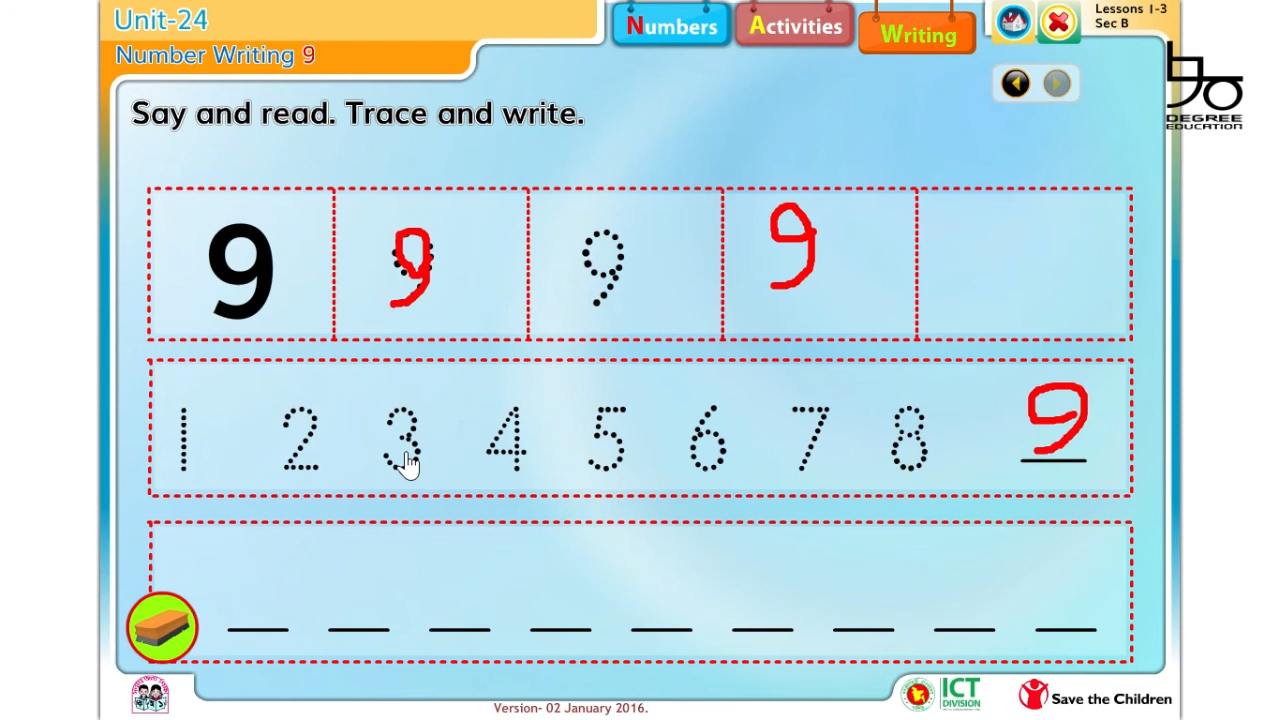 Unit-24
Numbers
Activities
Writing
Lessons 1-3
Sec B
Number Writing 9
DEGREE
EDUCATION
Say and read. Trace and write.
9 9 9 9
1 2 3 4 5 6 7 8 9
ICT
DIVISION
Save the Children
Version- 02 January 2016.